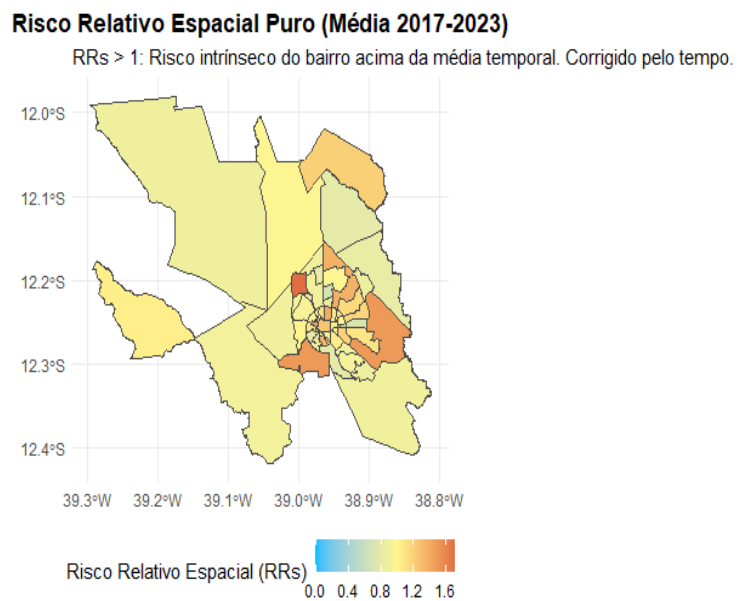 Risco Relativo Espacial Puro (Média 2017-2023)
RRs > 1: Risco intrínseco do bairro acima da média temporal. Corrigido pelo tempo.
12.0°S
12.1°S
12.2°S
12.3°S
12.4°S
39.3°W 39.2°W 39.1°W 39.0°W 38.9°W 38.8°W
Risco Relativo Espacial (RRs)
0.0 0.4 0.8 1.2 1.6